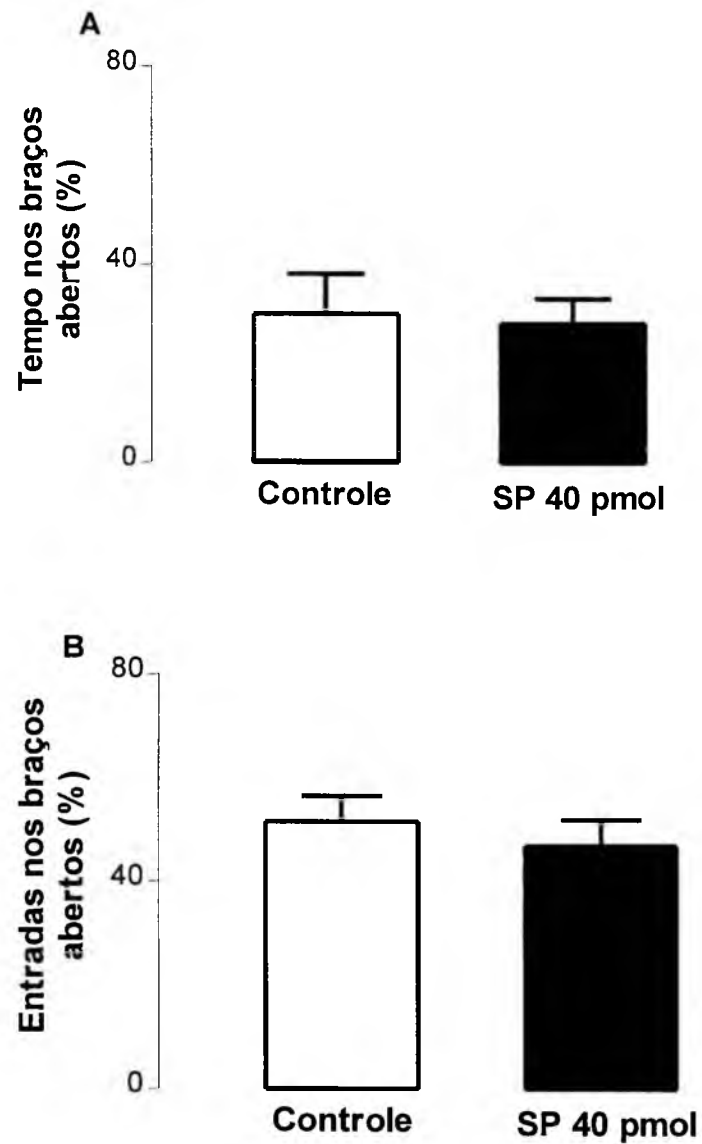 A
80
40
0
Tempo nos braços
abertos (%)
Controle
SP 40 pmol
B
80
40
0
Entradas nos braços
abertos (%)
Controle
SP 40 pmol